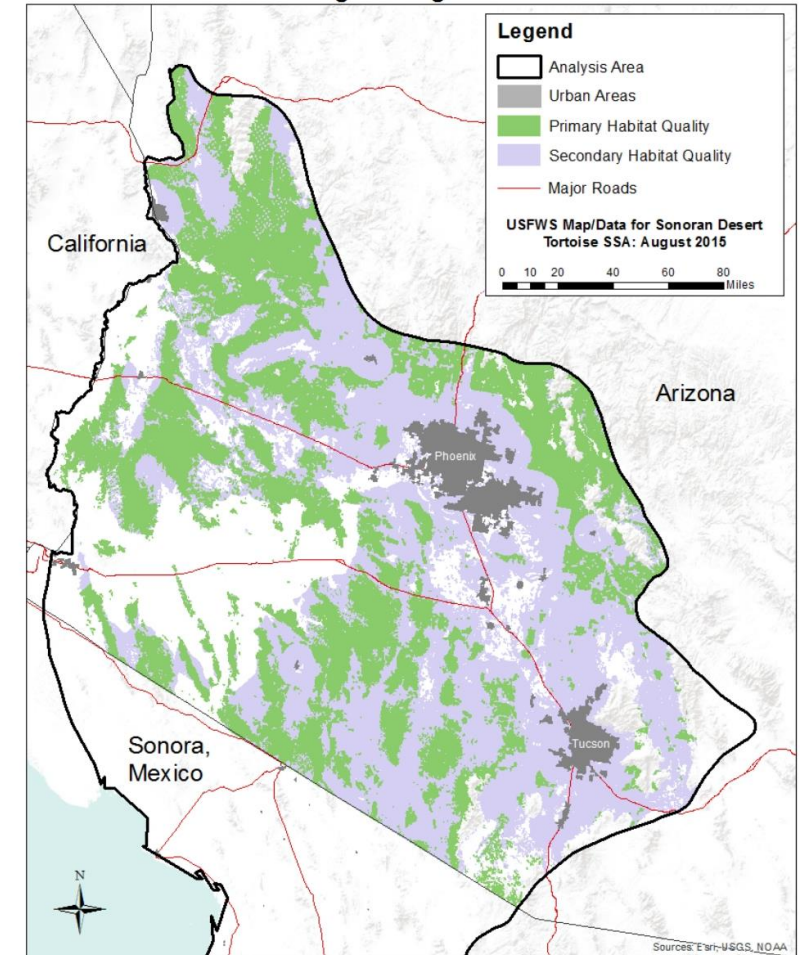 Legend
Analysis Area
Urban Areas
Primary Habitat Quality
Secondary Habitat Quality
Major Roads
USFWS Map/Data for Sonoran Desert
Tortoise SSA: August 2015
0 10 20 40 60 80
Miles
California
Arizona
Phoenix
Tucson
Sonora,
Mexico
N
Sources: Esri, USGS, NOAA